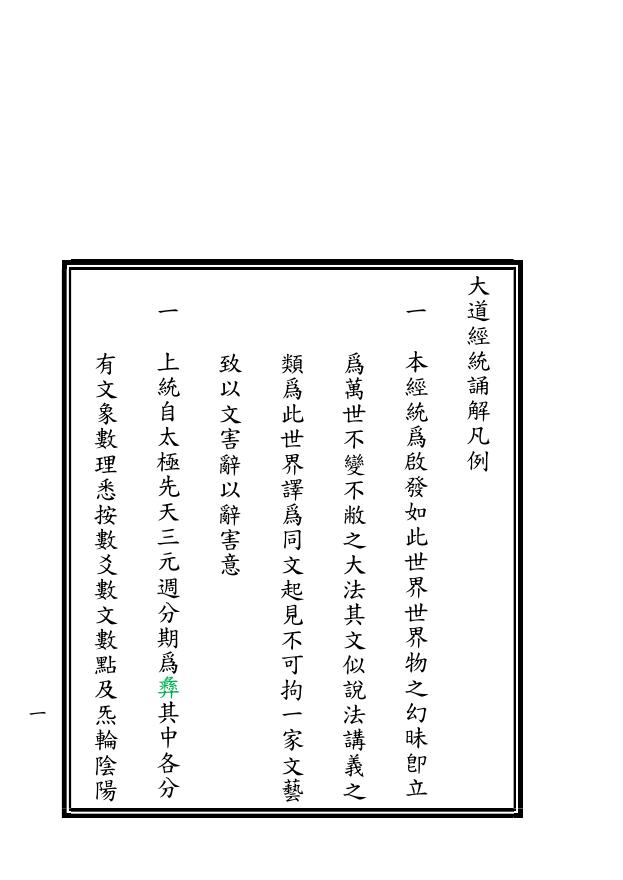 大道經統誦解凡例
一 本經統爲啟發如此世界世界物之幻昧卽立
爲萬世不變不敝之大法其文似說法講義之
類爲此世界譯爲同文起見不可拘一家文藝
致以文害辭以辭害意
一 上統自太極先天三元週分期爲彝其中各分
有文象數理悉按數爻數文數點及炁輪陰陽
一